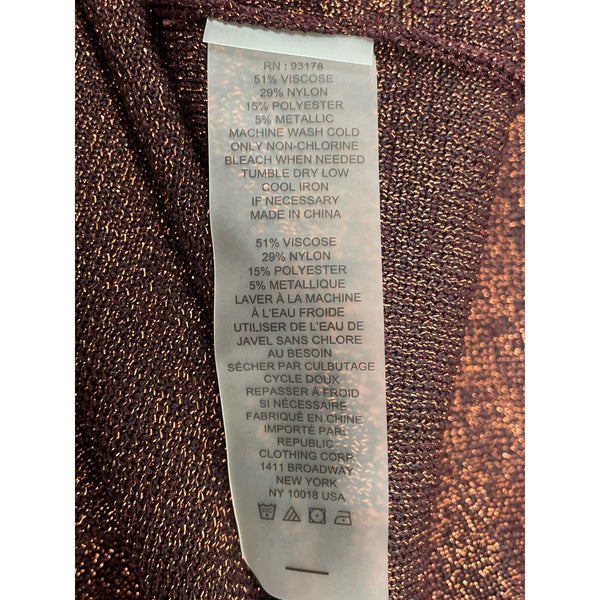 RN : 93178
51% VISCOSE
29% NYLON
15% POLYESTER
5% METALLIC
MACHINE WASH COLD
ONLY NON-CHLORINE
BLEACH WHEN NEEDED
TUMBLE DRY LOW
COOL IRON
IF NECESSARY
MADE IN CHINA
51% VISCOSE
29% NYLON
15% POLYESTER
5% METALLIQUE
LAVER À LA MACHINE
À L'EAU FROIDE
UTILISER DE L'EAU DE
JAVEL SANS CHLORE
AU BESOIN
SÉCHER PAR CULBUTAGE
CYCLE DOUX
REPASSER À FROID
SI NÉCESSAIRE
FABRIQUÉ EN CHINE
IMPORTÉ PAR:
REPUBLIC
CLOTHING CORP.
1411 BROADWAY
NEW YORK
NY 10018 USA